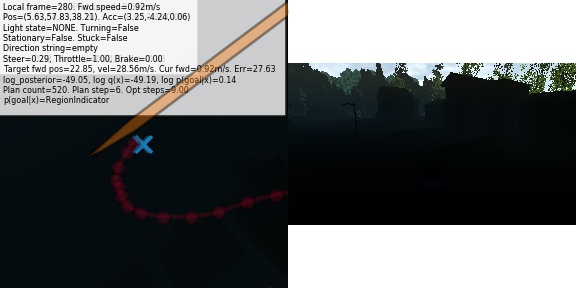 Local frame=280. Fwd speed=0.92m/s
Pos=(5.63,57.83,38.21). Acc=(3.25,-4.24,0.06)
Light state=NONE. Turning=False
Stationary=False. Stuck=False
Direction string=empty
Steer=0.29, Throttle=1.00, Brake=0.00
Target fwd pos=22.85, vel=28.56m/s. Cur fwd=0.92m/s. Err=27.63
log_posterior=-49.05, log q(x)=-49.19, log p(goal|x)=0.14
Plan count=520. Plan step=6. Opt steps=9.00
p(goal|x)=RegionIndicator